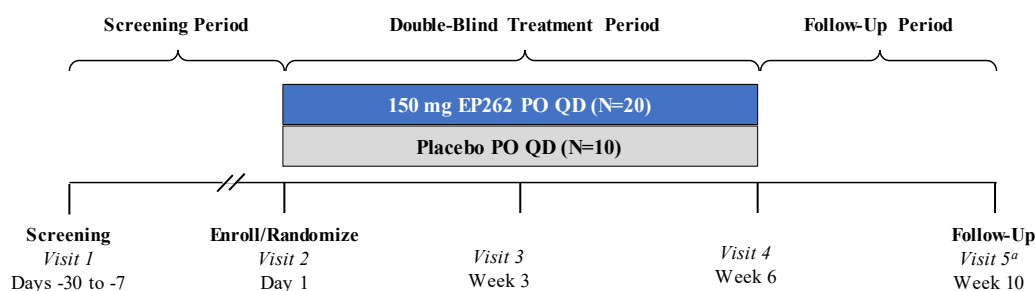 Screening Period Double-Blind Treatment Period Follow-Up Period
150 mg EP262 PO QD (N=20)
Placebo PO QD (N=10)
Screening Enroll/Randomize Follow-Up
Visit 1 Visit 2 Visit 3 Visit 4 Visit 5a
Days -30 to -7 Day 1 Week 3 Week 6 Week 10